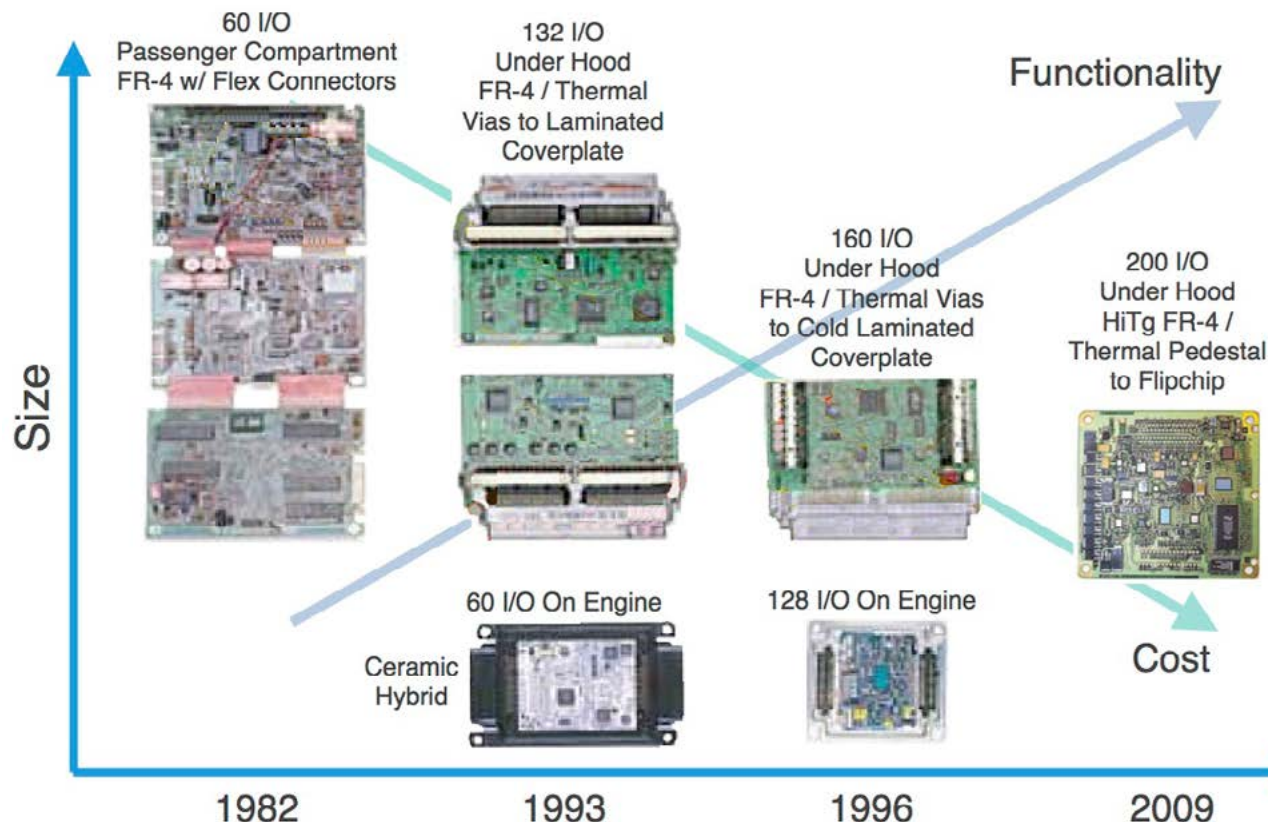 60 I/O
Passenger Compartment
FR-4 w/ Flex Connectors
132 I/O
Under Hood
FR-4 / Thermal
Vias to Laminated
Coverplate
Functionality
160 I/O
Under Hood
FR-4 / Thermal Vias
to Cold Laminated
Coverplate
200 I/O
Under Hood
HiTg FR-4 /
Thermal Pedestal
to Flipchip
Size
60 I/O On Engine
Ceramic
Hybrid
128 I/O On Engine
Cost
1982
1993
1996
2009